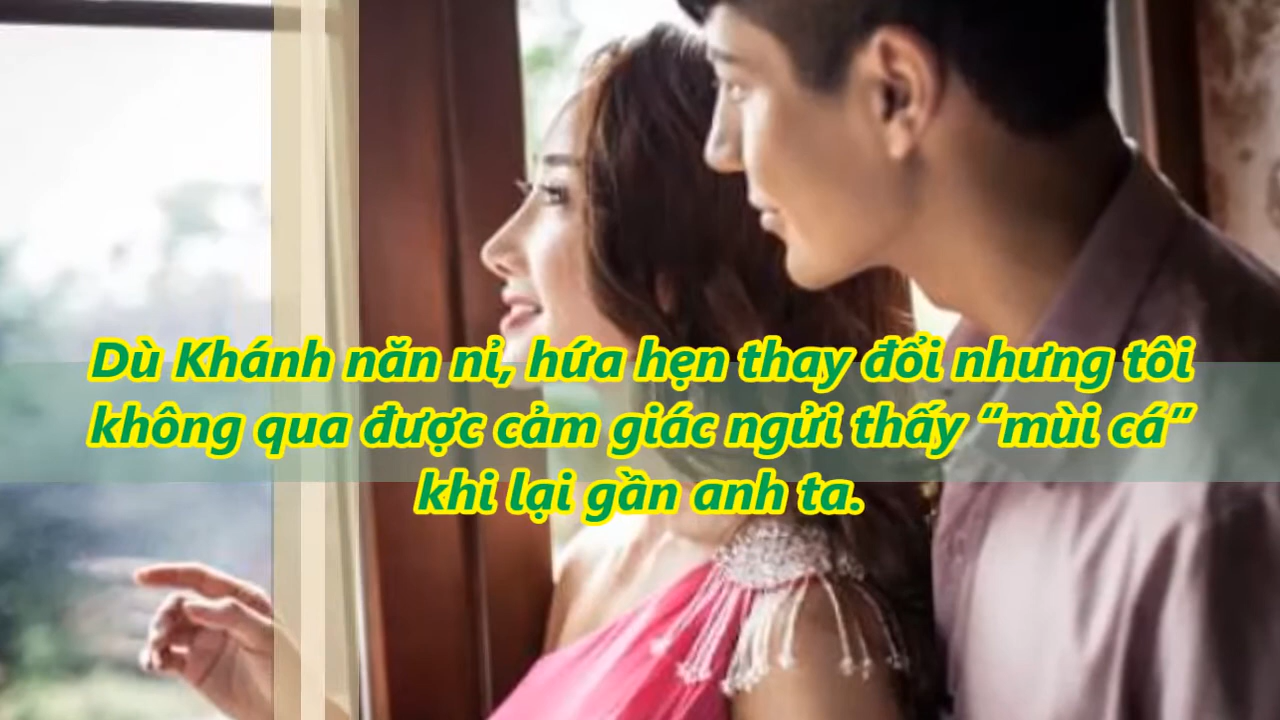 Dù Khánh năn nỉ, hứa hẹn thay đổi nhưng tôi
không qua được cảm giác ngửi thấy “mùi cá”
khi lại gần anh ta.